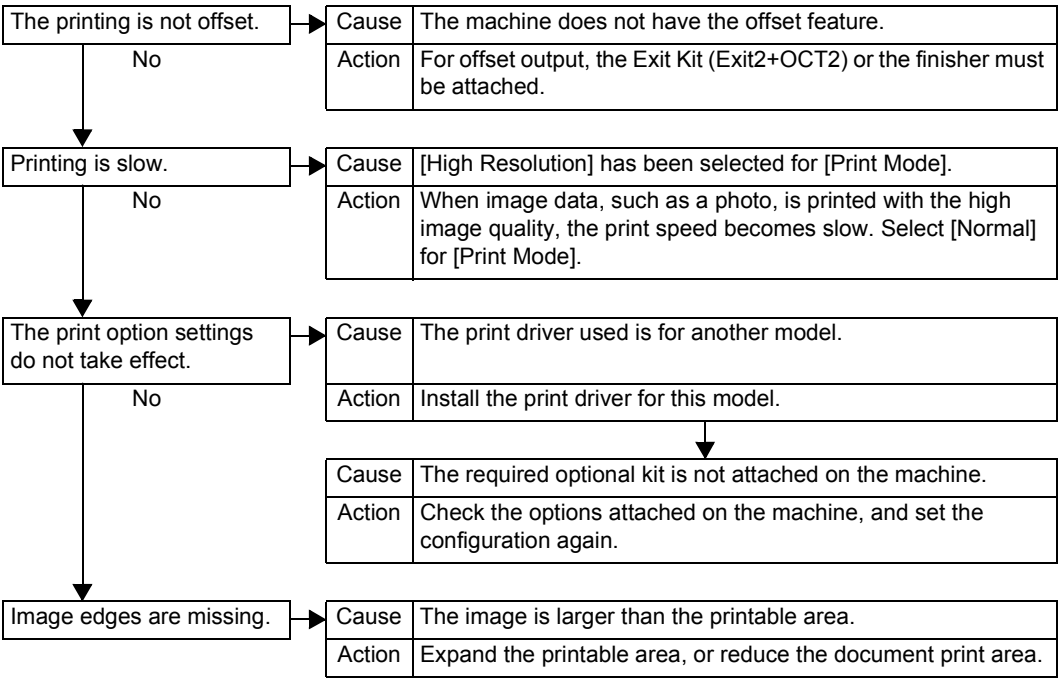 The printing is not offset.
Cause
The machine does not have the offset feature.
No
Action
For offset output, the Exit Kit (Exit2+OCT2) or the finisher must
be attached.
Printing is slow.
Cause
[High Resolution] has been selected for [Print Mode].
No
Action
When image data, such as a photo, is printed with the high
image quality, the print speed becomes slow. Select [Normal]
for [Print Mode].
The print option settings
do not take effect.
Cause
The print driver used is for another model.
No
Action
Install the print driver for this model.
Cause
The required optional kit is not attached on the machine.
Action
Check the options attached on the machine, and set the
configuration again.
Image edges are missing.
Cause
The image is larger than the printable area.
Action
Expand the printable area, or reduce the document print area.